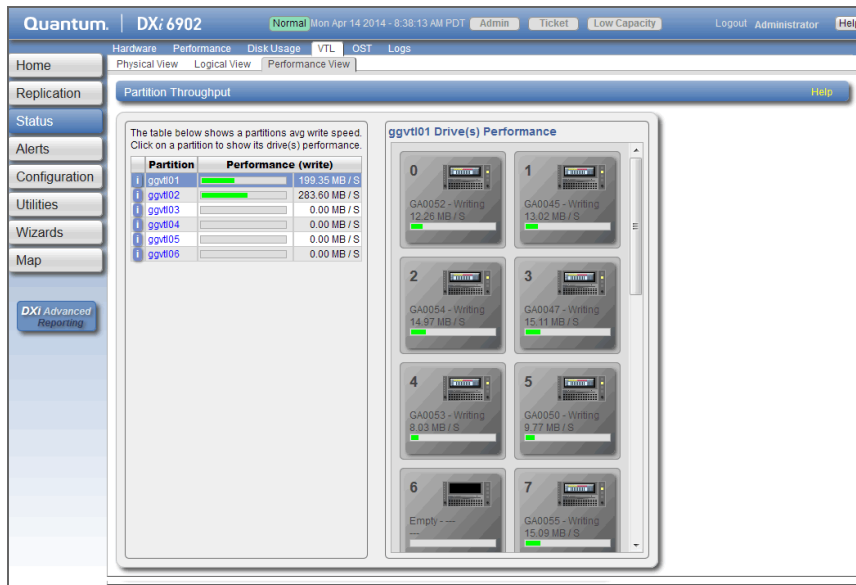 Quantum. DXi 6902 Normal Mon Apr 14 2014 - 8:38:13 AM PDT Admin Ticket Low Capacity Logout Administrator Help
Hardware Performance Disk Usage VTL OST Logs
Physical View Logical View Performance View
Home
Replication
Status
Alerts
Configuration
Utilities
Wizards
Map
DXi Advanced
Reporting
Partition Throughput Help
The table below shows a partitions avg write speed.
Click on a partition to show its drive(s) performance.
Partition Performance (write)
i ggvtl01 199.35 MB / S
i ggvtl02 283.60 MB / S
i ggvtl03 0.00 MB / S
i ggvtl04 0.00 MB / S
i ggvtl05 0.00 MB / S
i ggvtl06 0.00 MB / S
ggvtl01 Drive(s) Performance
0
GA0052 - Writing
12.26 MB / S
1
GA0045 - Writing
13.02 MB / S
2
GA0054 - Writing
14.97 MB / S
3
GA0047 - Writing
15.11 MB / S
4
GA0053 - Writing
8.03 MB / S
5
GA0050 - Writing
9.77 MB / S
6
Empty - ---
---
7
GA0055 - Writing
15.09 MB / S